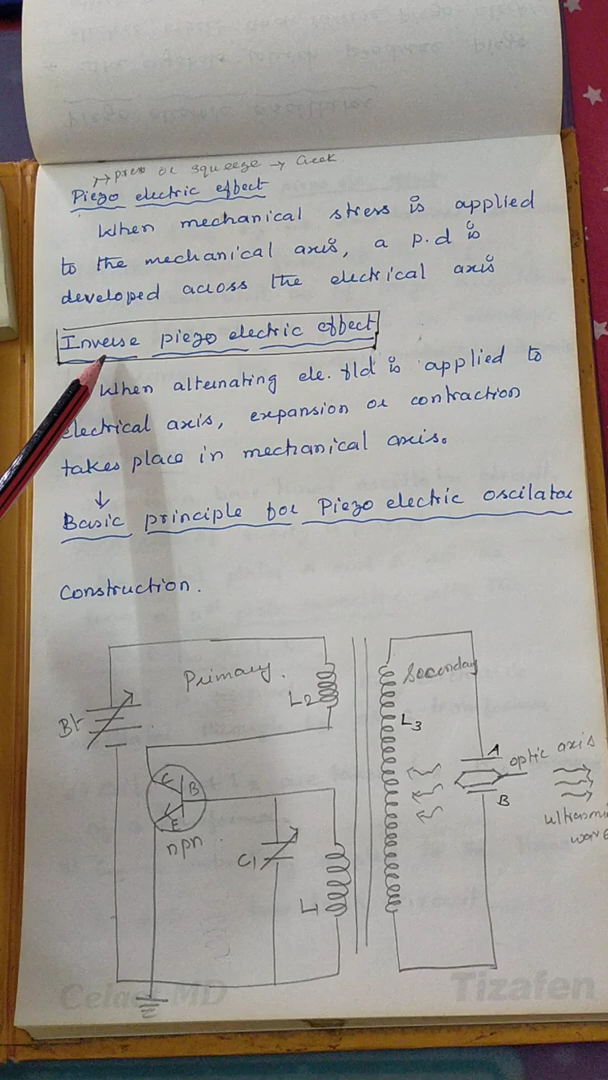 press or squeeze → Greek
Piezo electric effect
When mechanical stress is applied
to the mechanical axis, a p.d is
developed across the electrical axis
Inverse piezo electric effect
When alternating ele. fld is applied to
electrical axis, expansion or contraction
takes place in mechanical axis.
↓
Basic principle for Piezo electric oscilator
Construction.
Primary.
Secondary
L2
L3
Bt
A
optic axis
B
C
B
E
npn
C1
L1
ultrasonic
wave
Tizafen